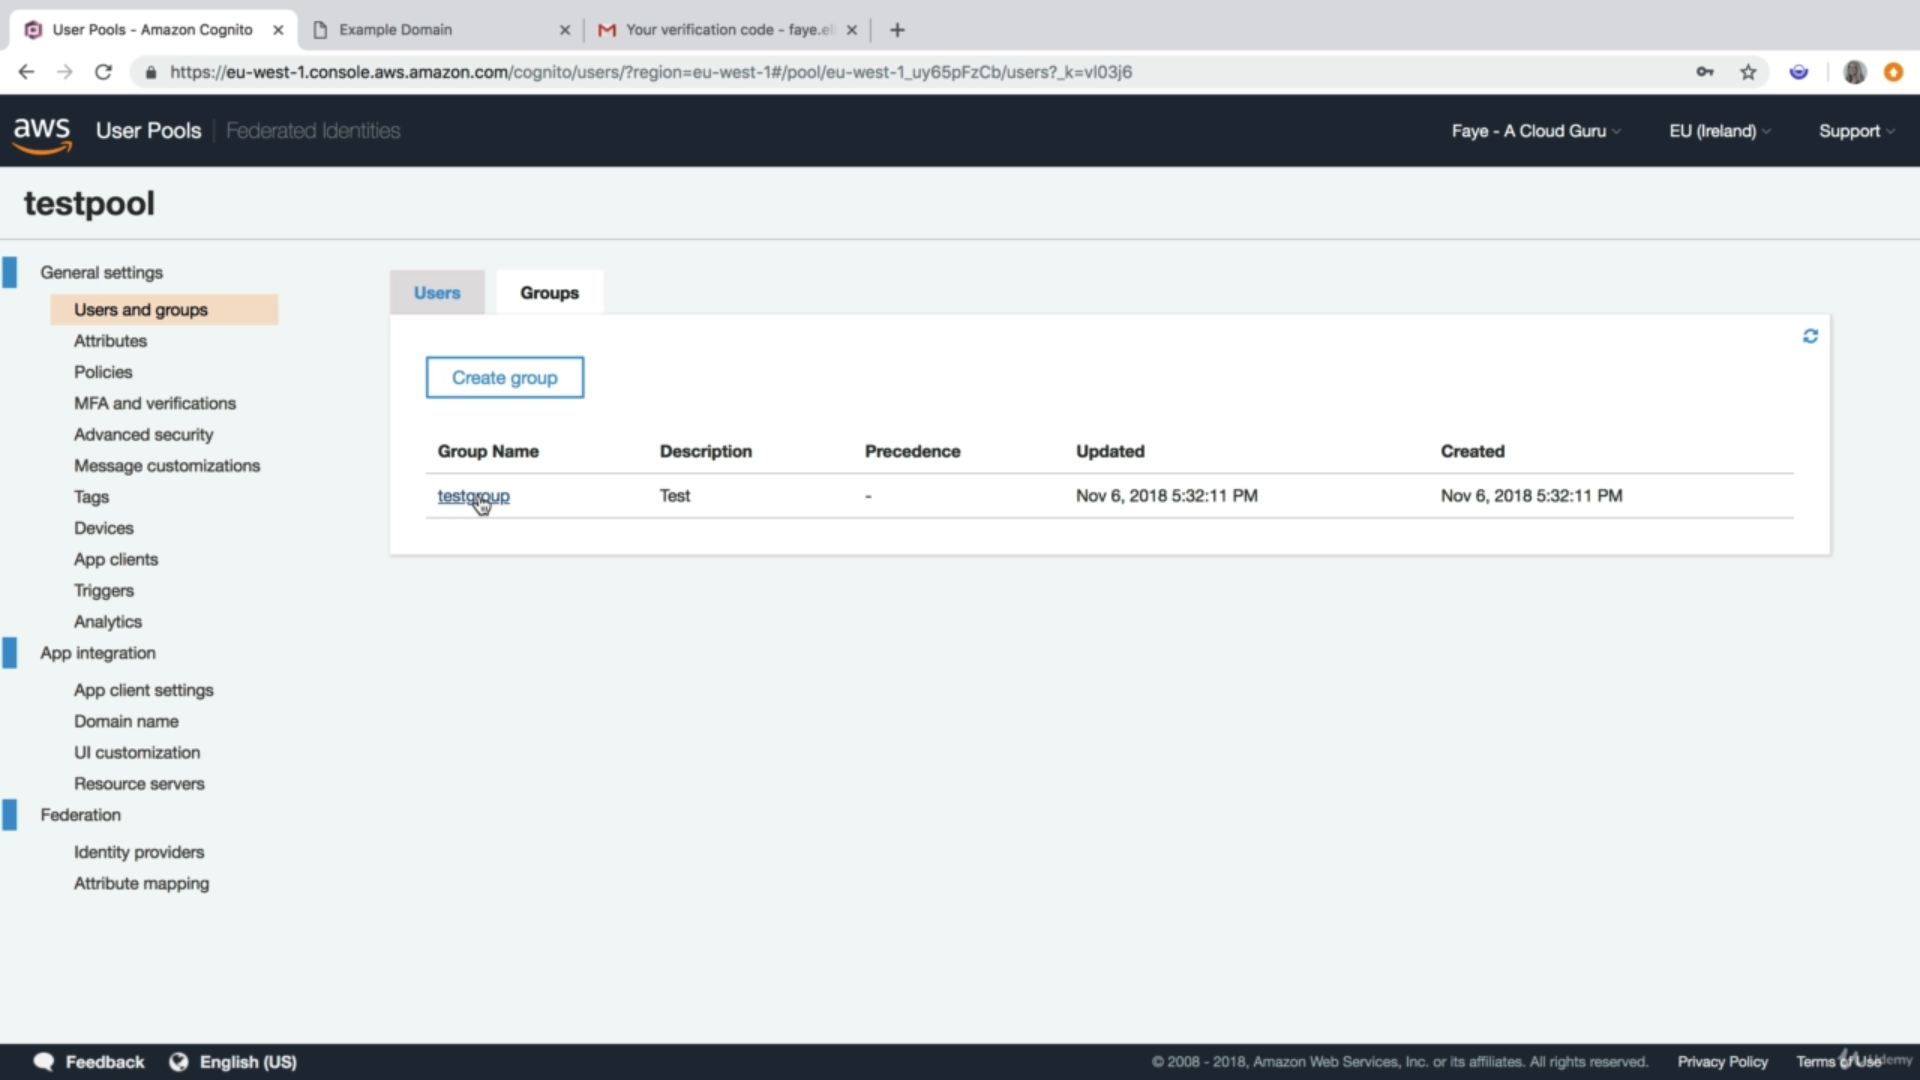 User Pools - Amazon Cognito
Example Domain
Your verification code - faye.el
https://eu-west-1.console.aws.amazon.com/cognito/users/?region=eu-west-1#/pool/eu-west-1_uy65pFzCb/users?_k=vl03j6
aws User Pools Federated Identities Faye - A Cloud Guru EU (Ireland) Support
testpool
General settings
Users and groups
Attributes
Policies
MFA and verifications
Advanced security
Message customizations
Tags
Devices
App clients
Triggers
Analytics
App integration
App client settings
Domain name
UI customization
Resource servers
Federation
Identity providers
Attribute mapping
Users Groups
Create group
Group Name Description Precedence Updated Created
testgroup Test - Nov 6, 2018 5:32:11 PM Nov 6, 2018 5:32:11 PM
Feedback English (US) © 2008 - 2018, Amazon Web Services, Inc. or its affiliates. All rights reserved. Privacy Policy Terms of Use